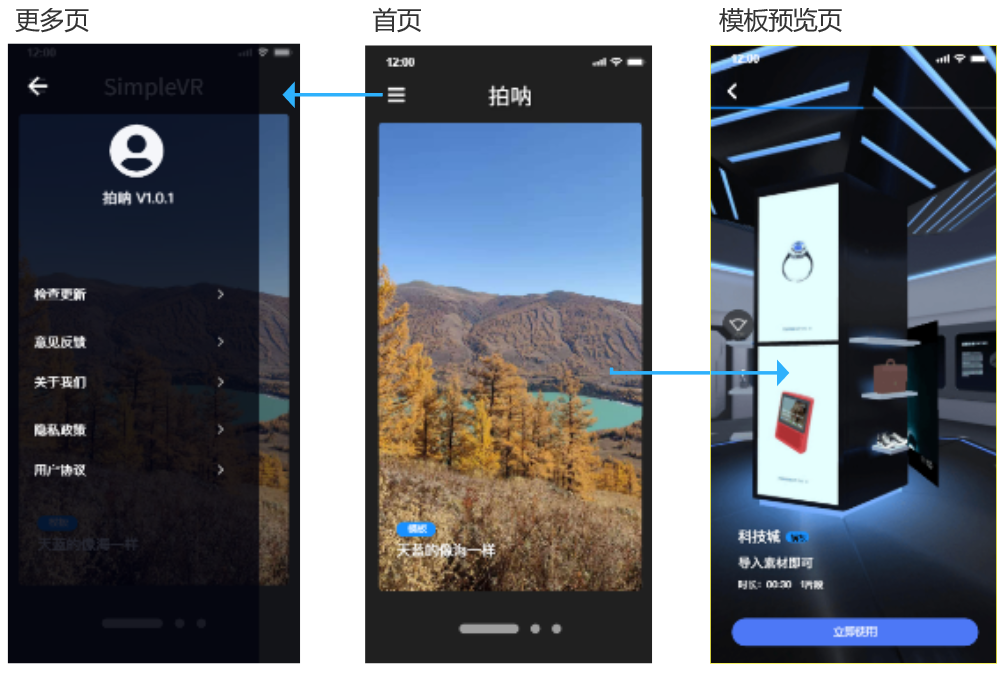 更多页
首页
模板预览页
12:00
SimpleVR
拍呐 V1.0.1
检查更新
意见反馈
关于我们
隐私政策
用户协议
模板
天蓝的像海一样
12:00
拍呐
模板
天蓝的像海一样
12:00
科技城
导入素材即可
时长：00:30 1片段
立即使用